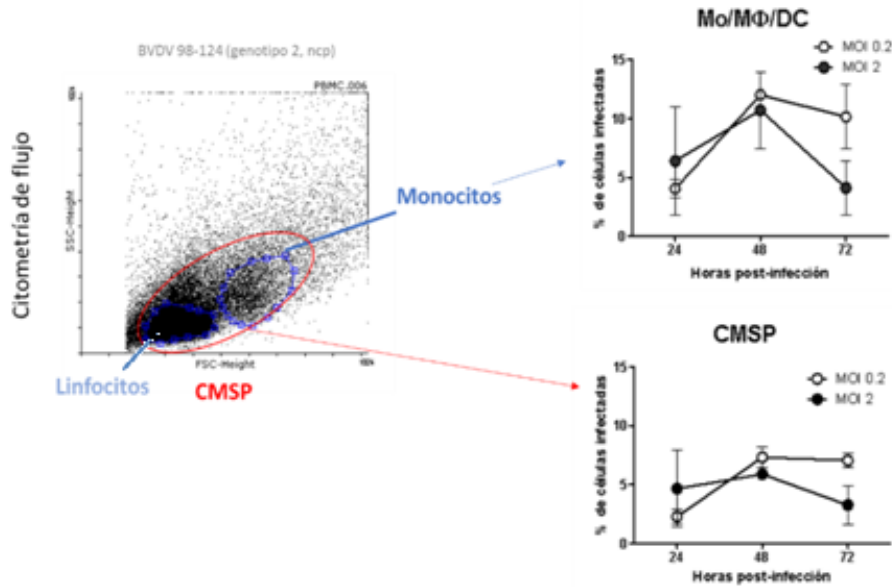 BVDV 98-124 (genotipo 2, ncp)
PBMC.006
Citometría de flujo
SSC-Height
FSC-Height
Monocitos
Linfocitos
CMSP
Mo/MΦ/DC
MOI 0.2
MOI 2
% de células infectadas
15
10
5
0
24 48 72
Horas post-infección
CMSP
MOI 0.2
MOI 2
% de células infectadas
15
10
5
0
24 48 72
Horas post-infección